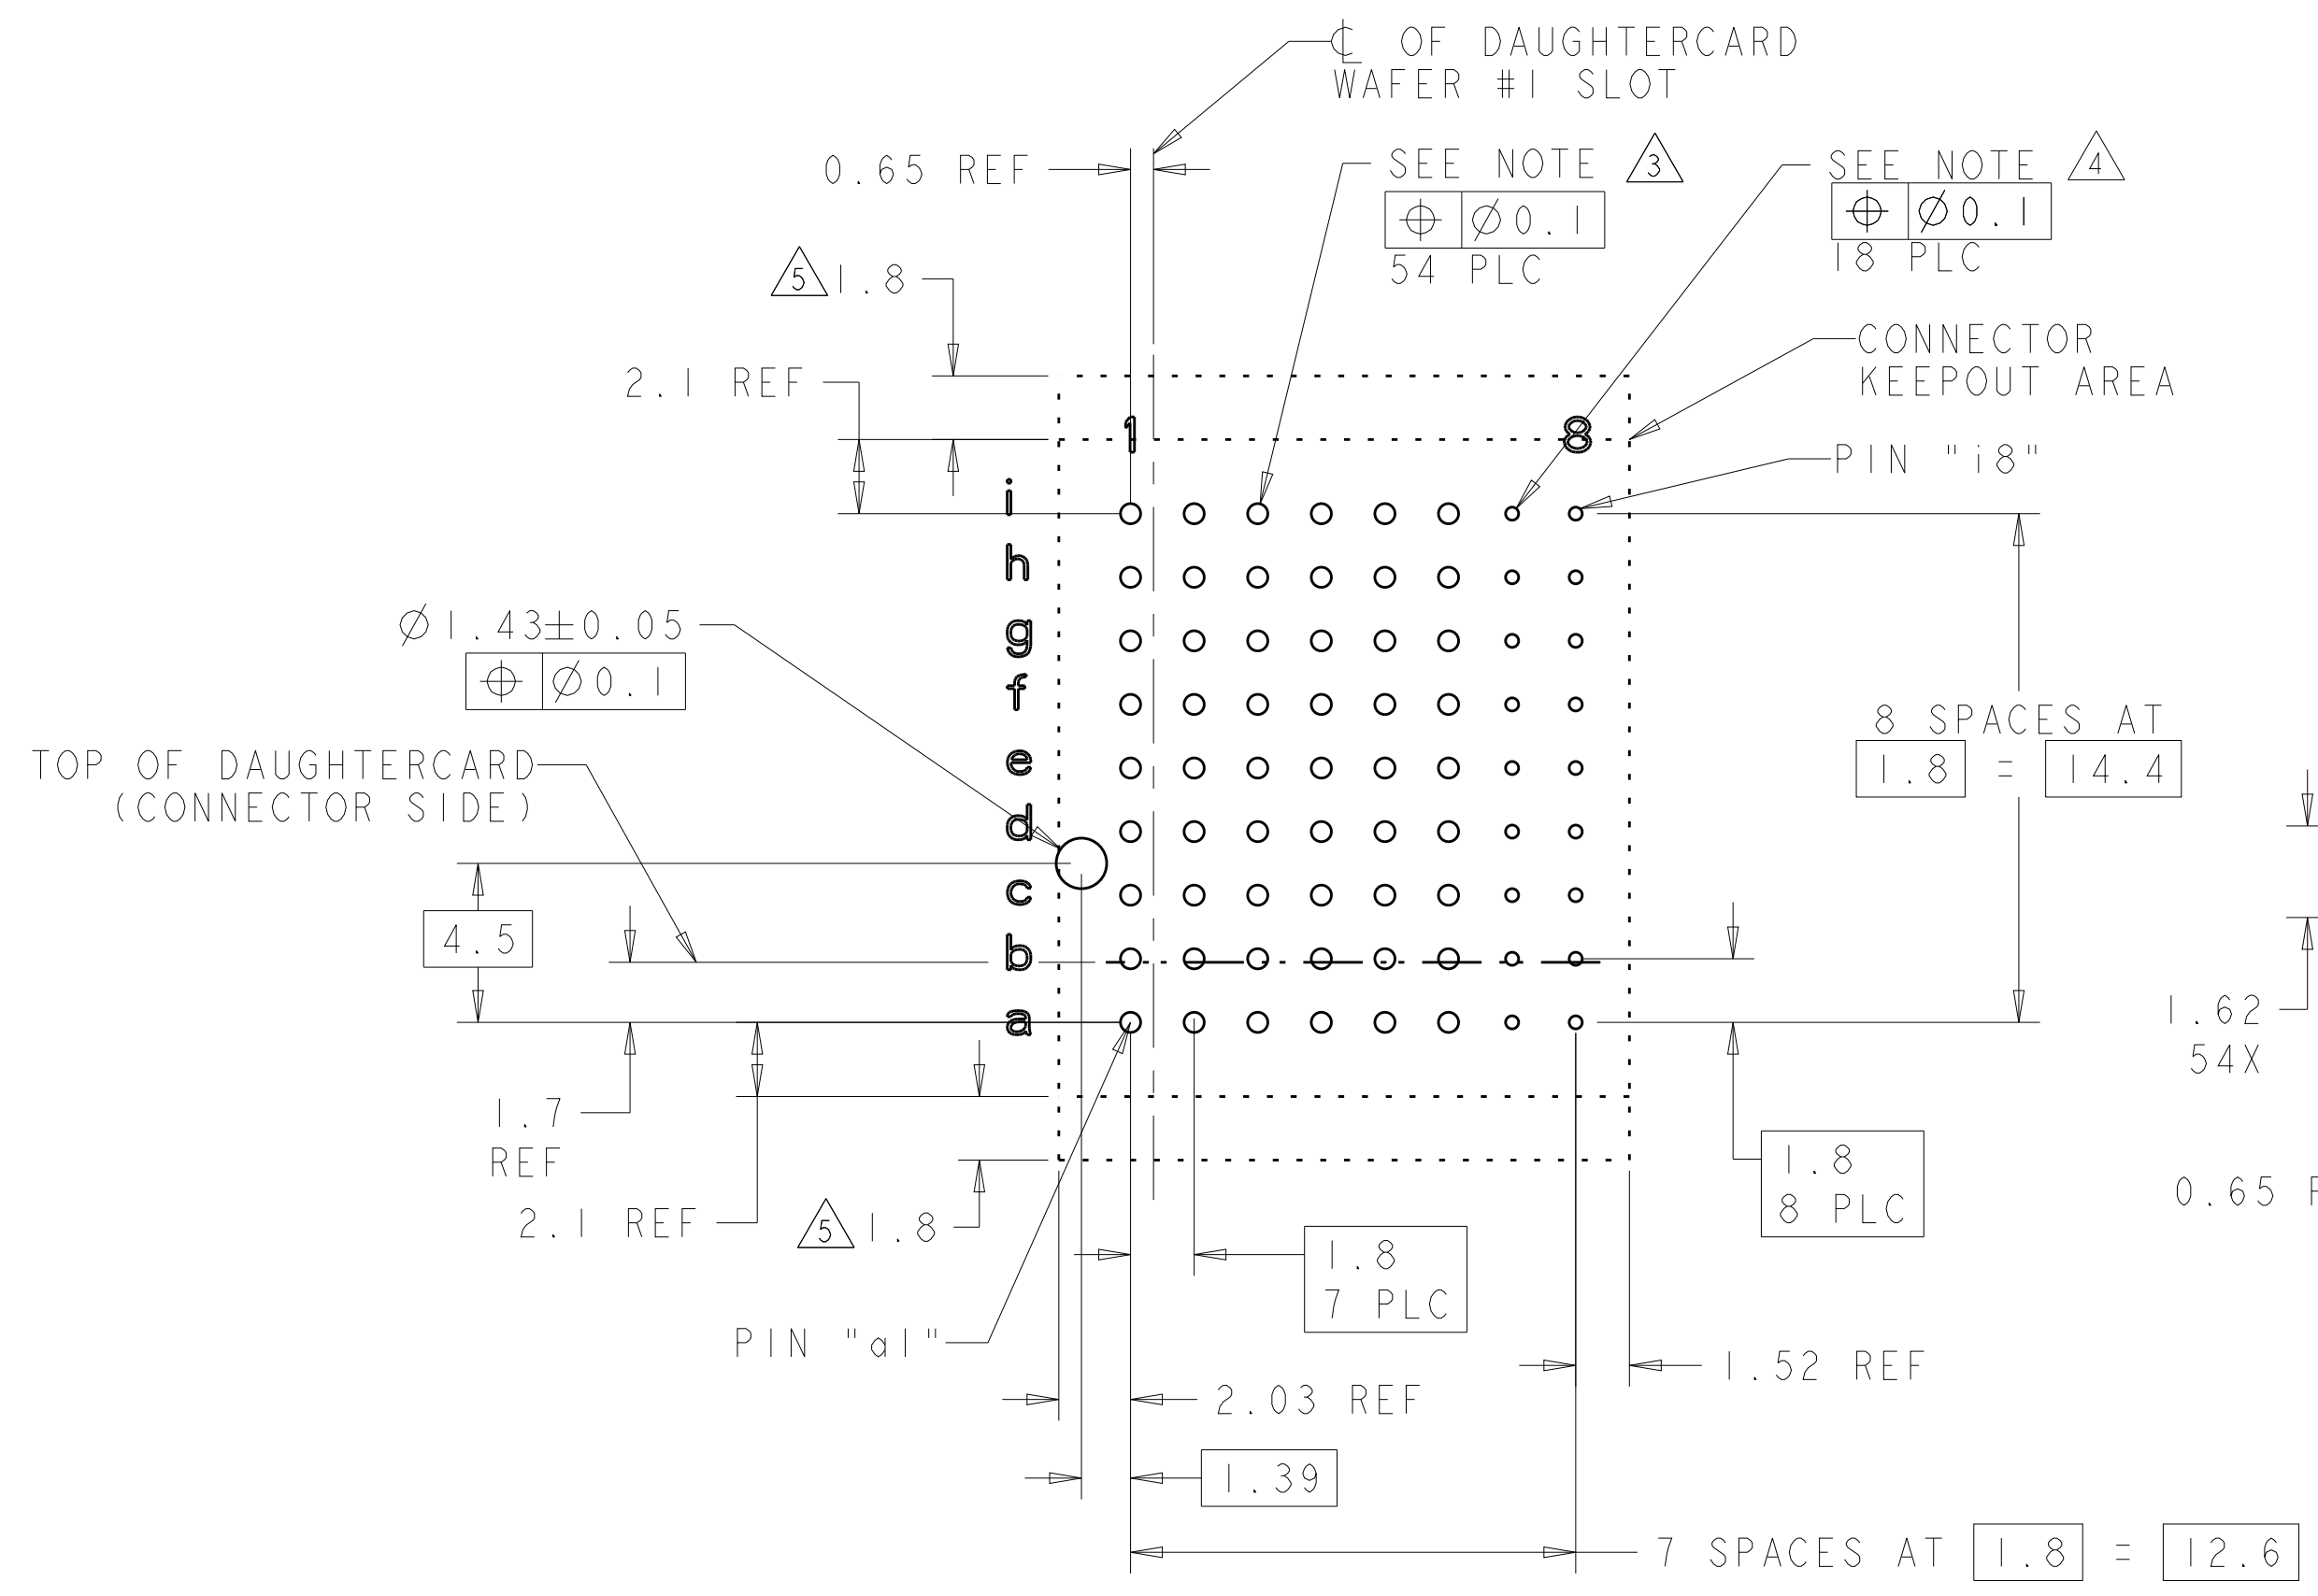 ℄ OF DAUGHTERCARD
WAFER #1 SLOT
0.65 REF
SEE NOTE 3
⌖ ⌀0.1
54 PLC
SEE NOTE 4
⌖ ⌀0.1
18 PLC
5 1.8
2.1 REF
CONNECTOR
KEEPOUT AREA
1
8
PIN "i8"
i
h
g
f
e
d
c
b
a
⌀1.43±0.05
⌖ ⌀0.1
TOP OF DAUGHTERCARD
(CONNECTOR SIDE)
8 SPACES AT
1.8 = 14.4
4.5
1.62
54X
1.7
REF
2.1 REF
5 1.8
1.8
8 PLC
0.65
1.8
7 PLC
PIN "a1"
1.52 REF
2.03 REF
1.39
7 SPACES AT 1.8 = 12.6